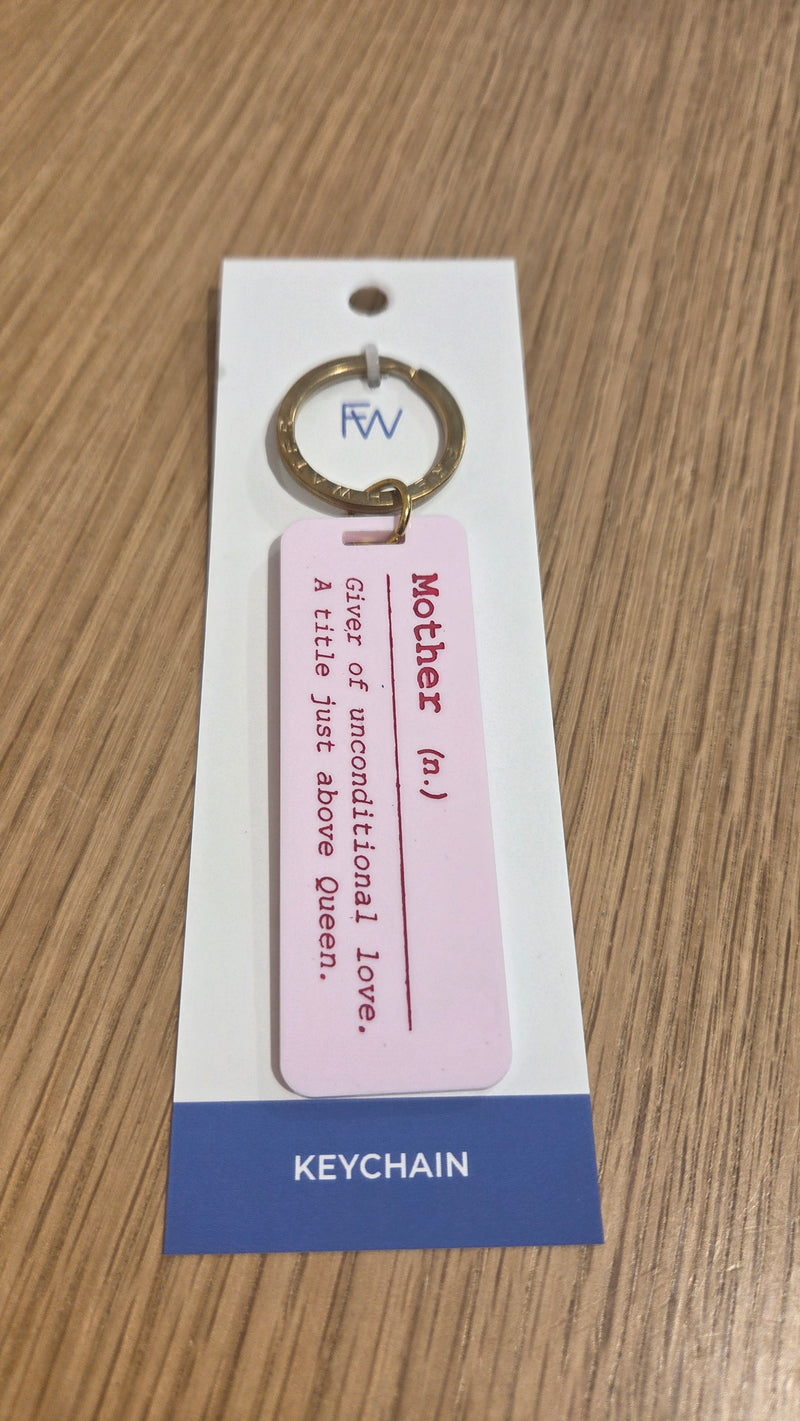 FW
Mother (n.)
Giver of unconditional love.
A title just above Queen.
KEYCHAIN